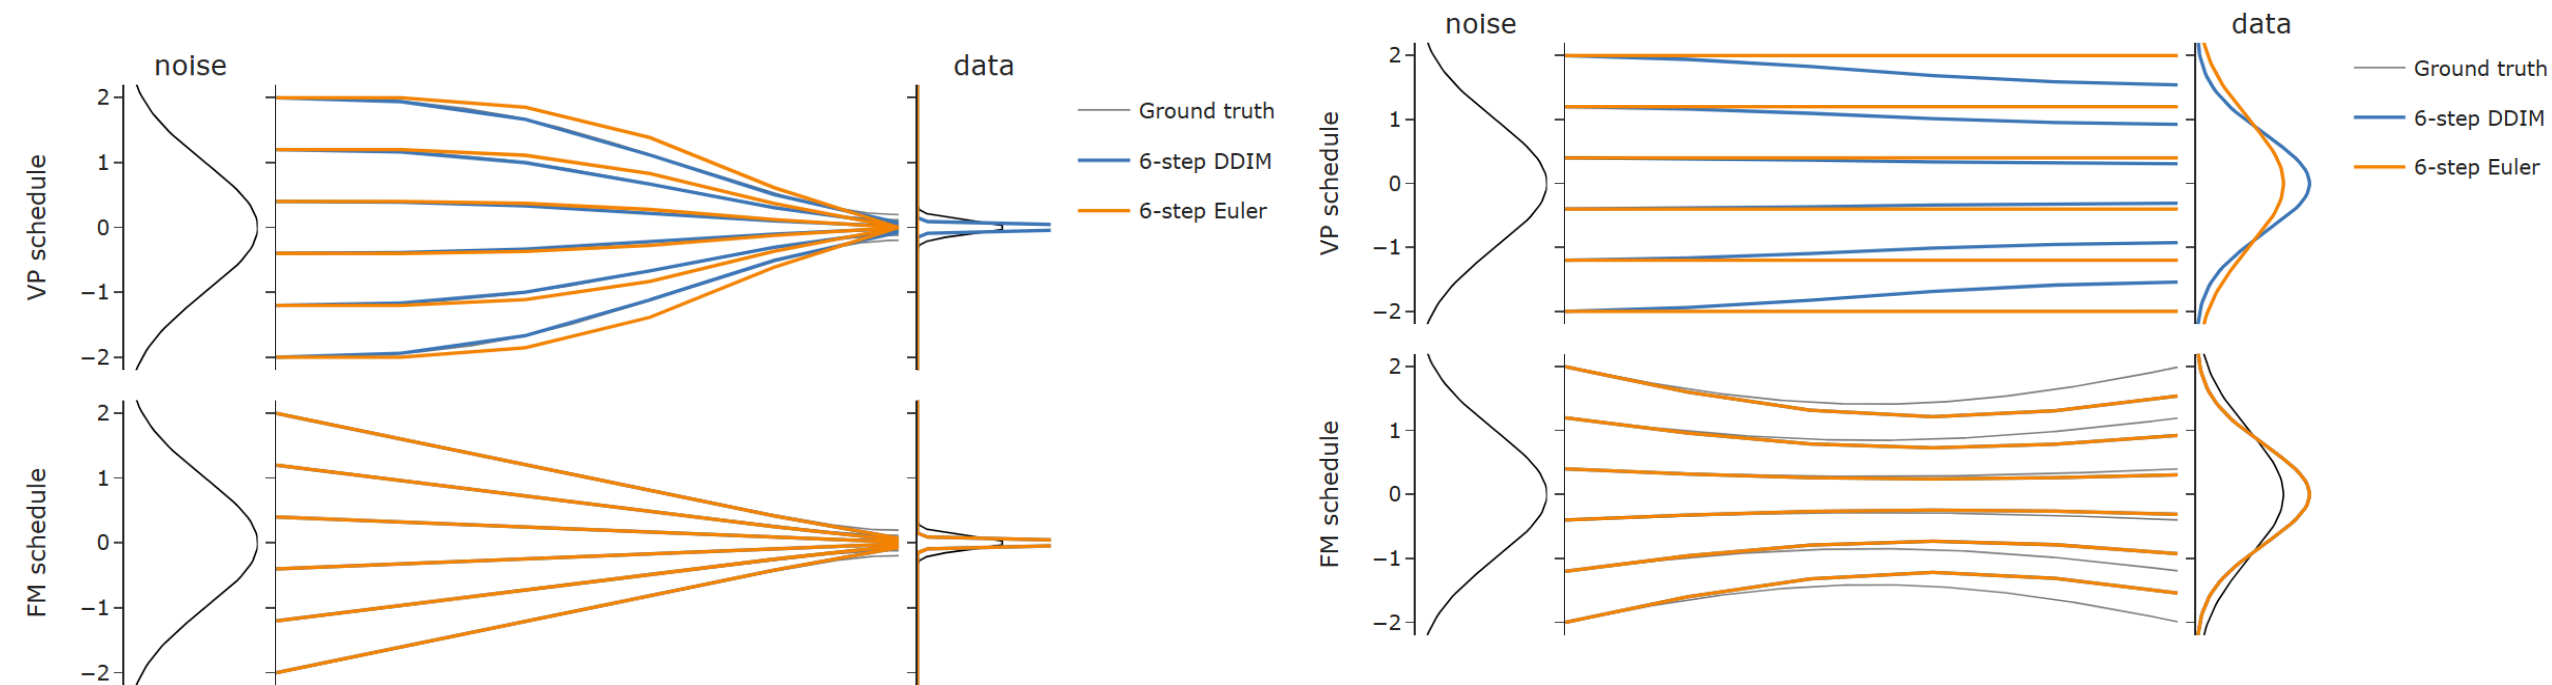 noise
data
VP schedule
2
1
0
−1
−2
Ground truth
6-step DDIM
6-step Euler
FM schedule
2
1
0
−1
−2
noise
data
VP schedule
2
1
0
−1
−2
Ground truth
6-step DDIM
6-step Euler
FM schedule
2
1
0
−1
−2